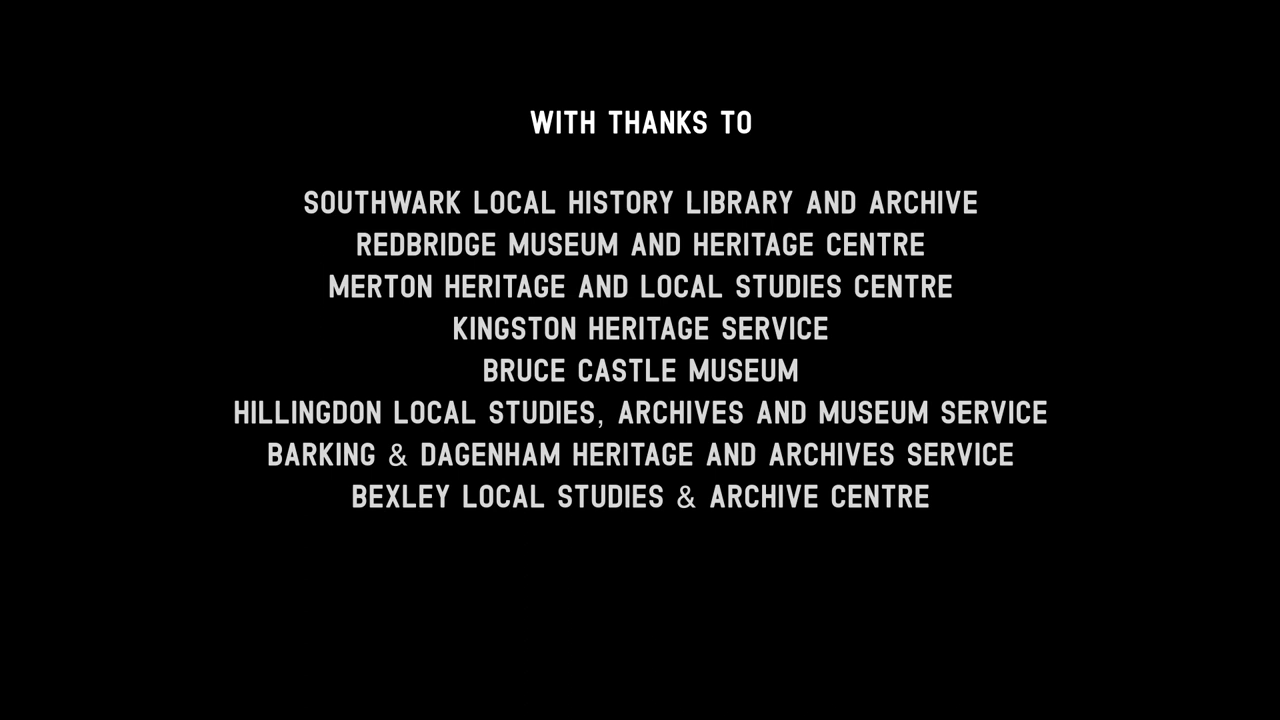 WITH THANKS TO
SOUTHWARK LOCAL HISTORY LIBRARY AND ARCHIVE
REDBRIDGE MUSEUM AND HERITAGE CENTRE
MERTON HERITAGE AND LOCAL STUDIES CENTRE
KINGSTON HERITAGE SERVICE
BRUCE CASTLE MUSEUM
HILLINGDON LOCAL STUDIES, ARCHIVES AND MUSEUM SERVICE
BARKING & DAGENHAM HERITAGE AND ARCHIVES SERVICE
BEXLEY LOCAL STUDIES & ARCHIVE CENTRE